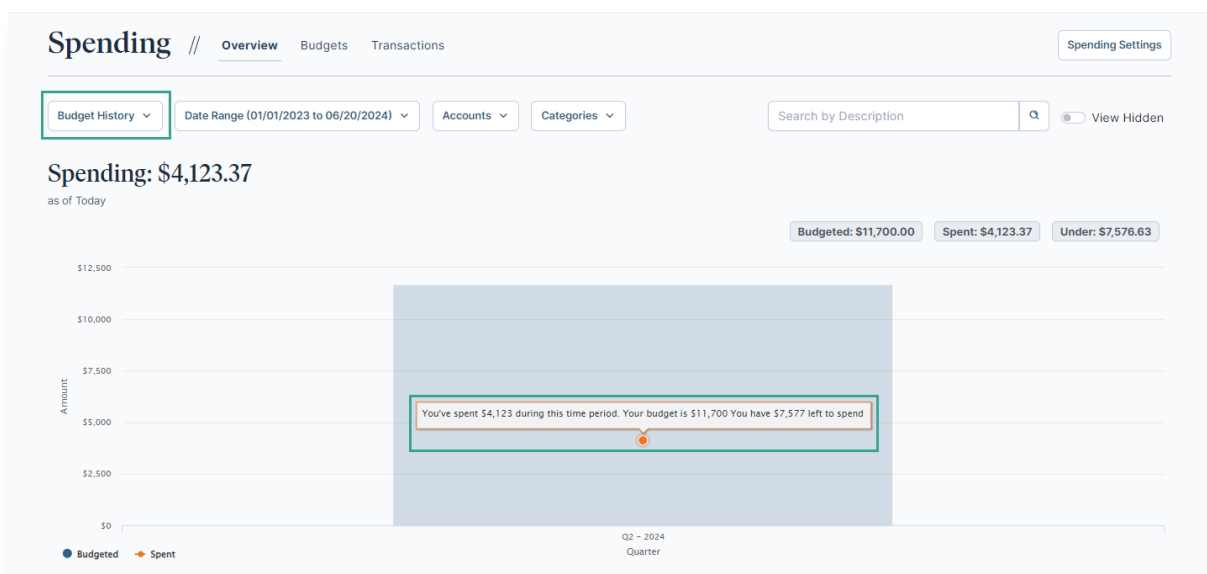 Spending // Overview Budgets Transactions Spending Settings
Budget History Date Range (01/01/2023 to 06/20/2024) Accounts Categories Search by Description View Hidden
Spending: $4,123.37
as of Today
Budgeted: $11,700.00 Spent: $4,123.37 Under: $7,576.63
$12,500
$10,000
$7,500
Amount
You've spent $4,123 during this time period. Your budget is $11,700 You have $7,577 left to spend
$5,000
$2,500
$0
Q2 - 2024
Quarter
Budgeted Spent